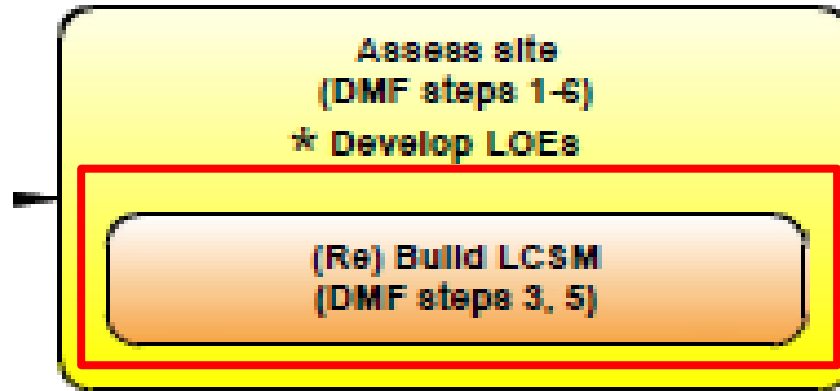 Assess site
(DMF steps 1-6)
* Develop LOEs
(Re) Build LCSM
(DMF steps 3, 5)